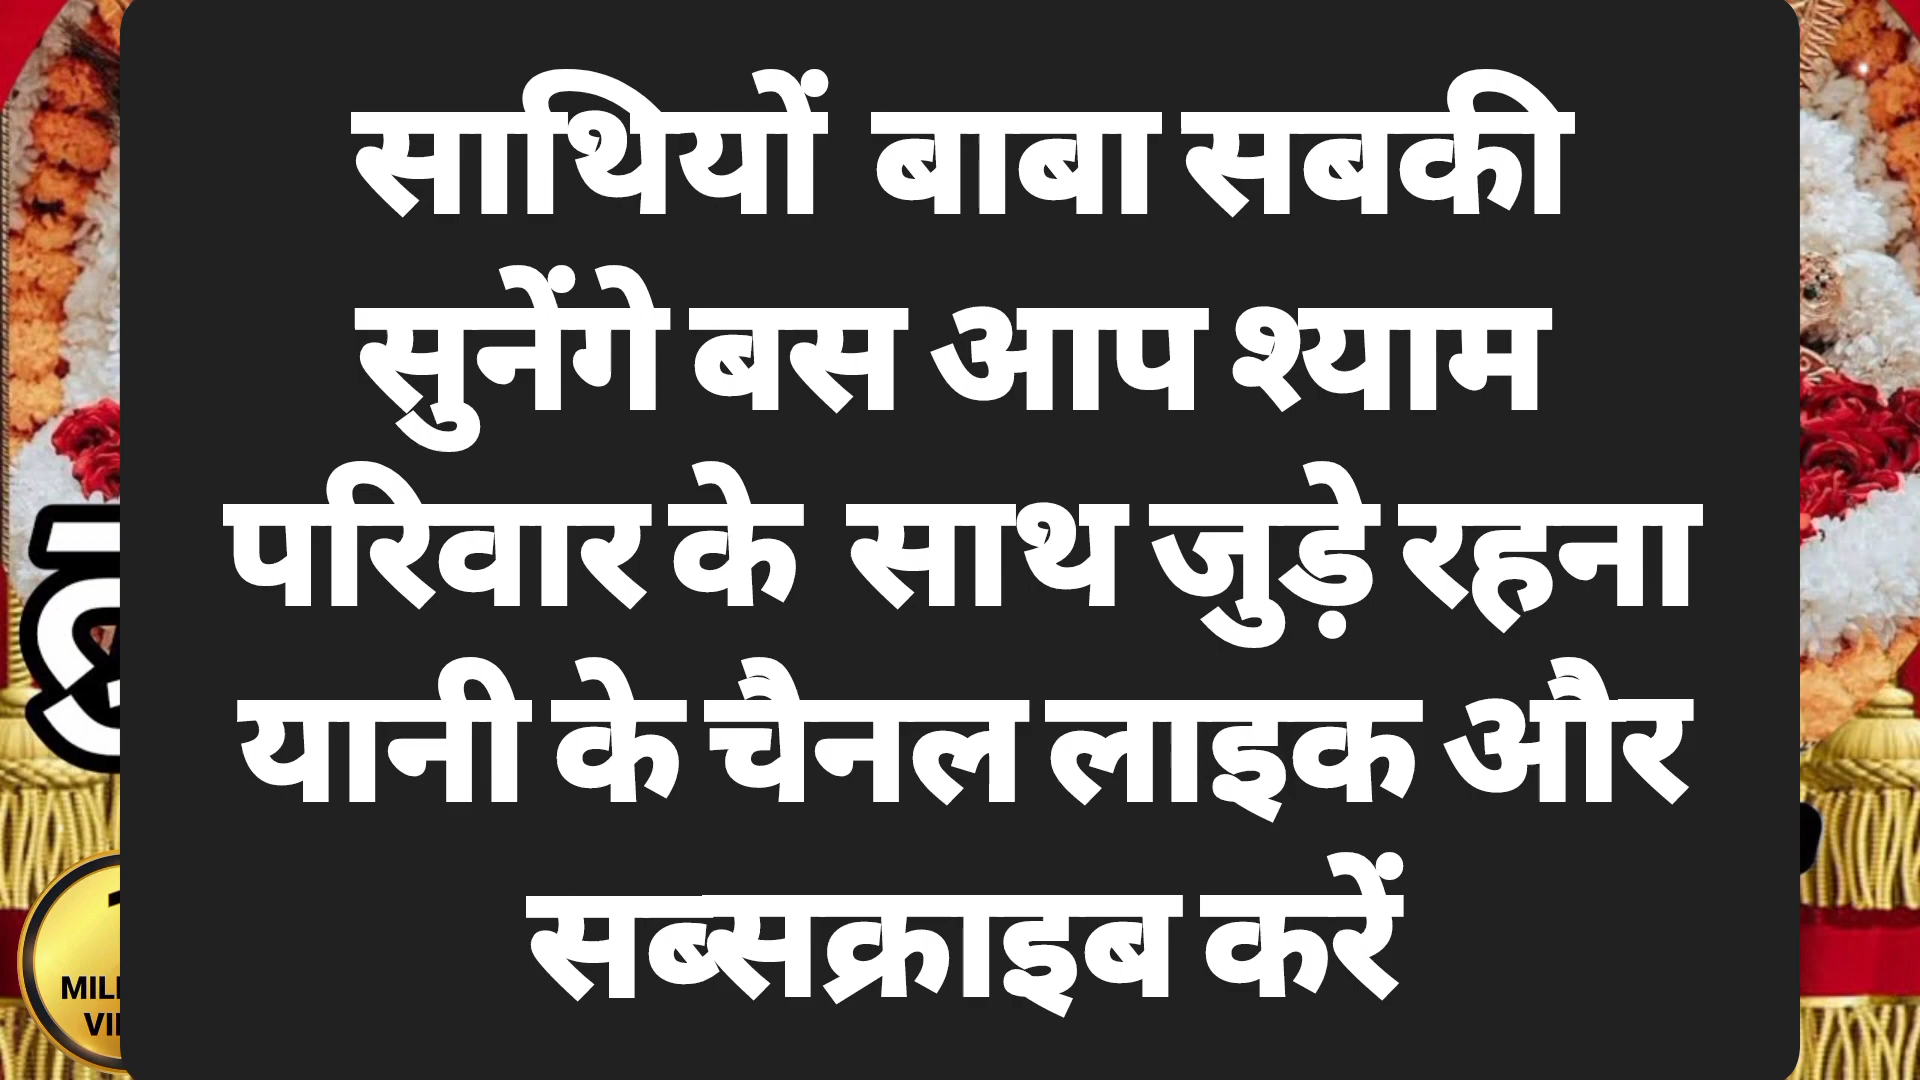 साथियों बाबा सबकी
सुनेंगे बस आप श्याम
परिवार के साथ जुड़े रहना
यानी के चैनल लाइक और
सब्सक्राइब करें